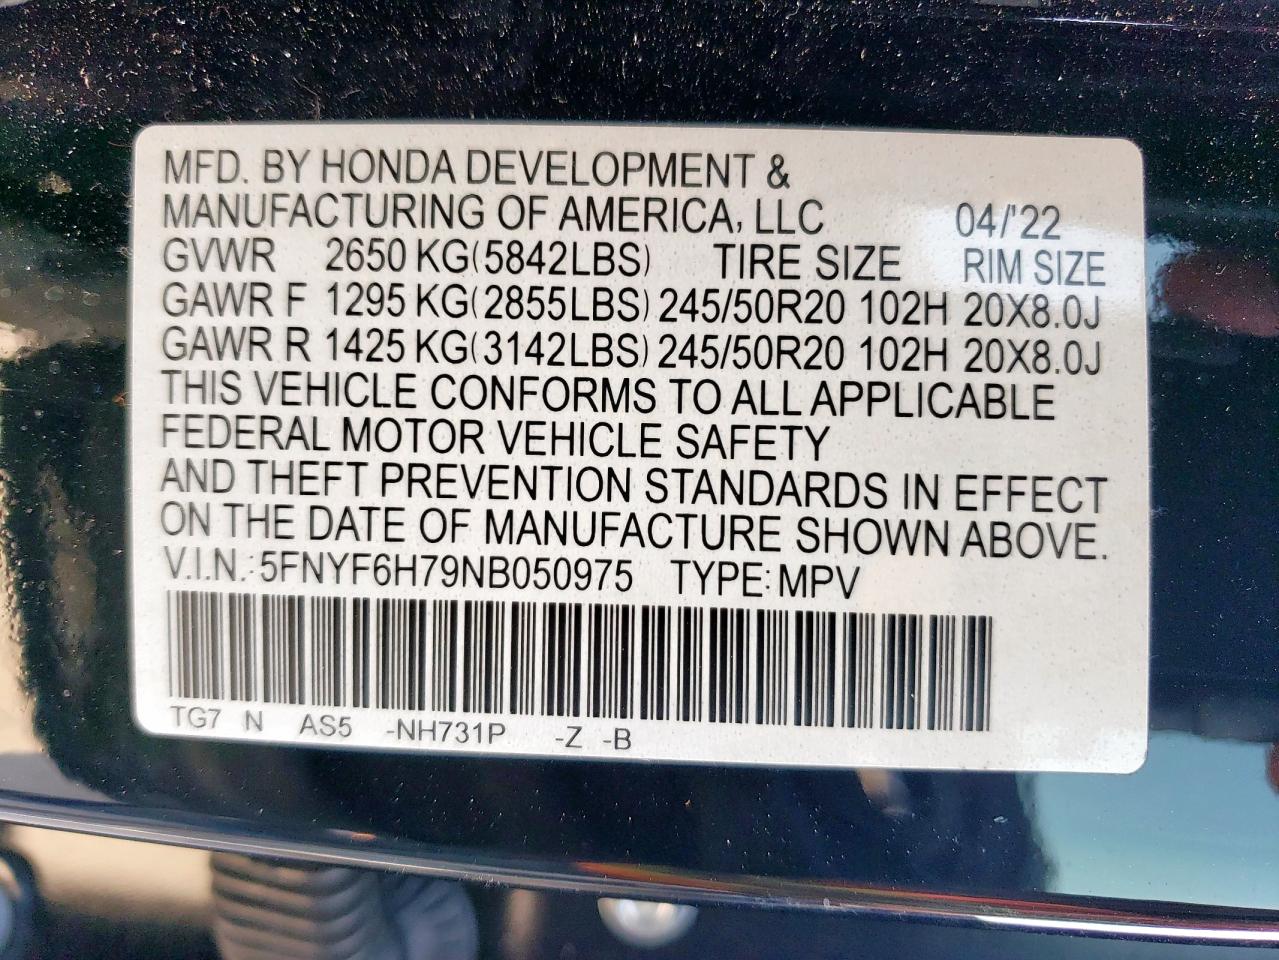 MFD. BY HONDA DEVELOPMENT &
MANUFACTURING OF AMERICA, LLC 04/'22
GVWR 2650 KG(5842LBS) TIRE SIZE RIM SIZE
GAWR F 1295 KG(2855LBS) 245/50R20 102H 20X8.0J
GAWR R 1425 KG(3142LBS) 245/50R20 102H 20X8.0J
THIS VEHICLE CONFORMS TO ALL APPLICABLE
FEDERAL MOTOR VEHICLE SAFETY
AND THEFT PREVENTION STANDARDS IN EFFECT
ON THE DATE OF MANUFACTURE SHOWN ABOVE.
V.I.N.: 5FNYF6H79NB050975 TYPE: MPV
TG7 N AS5 -NH731P -Z -B